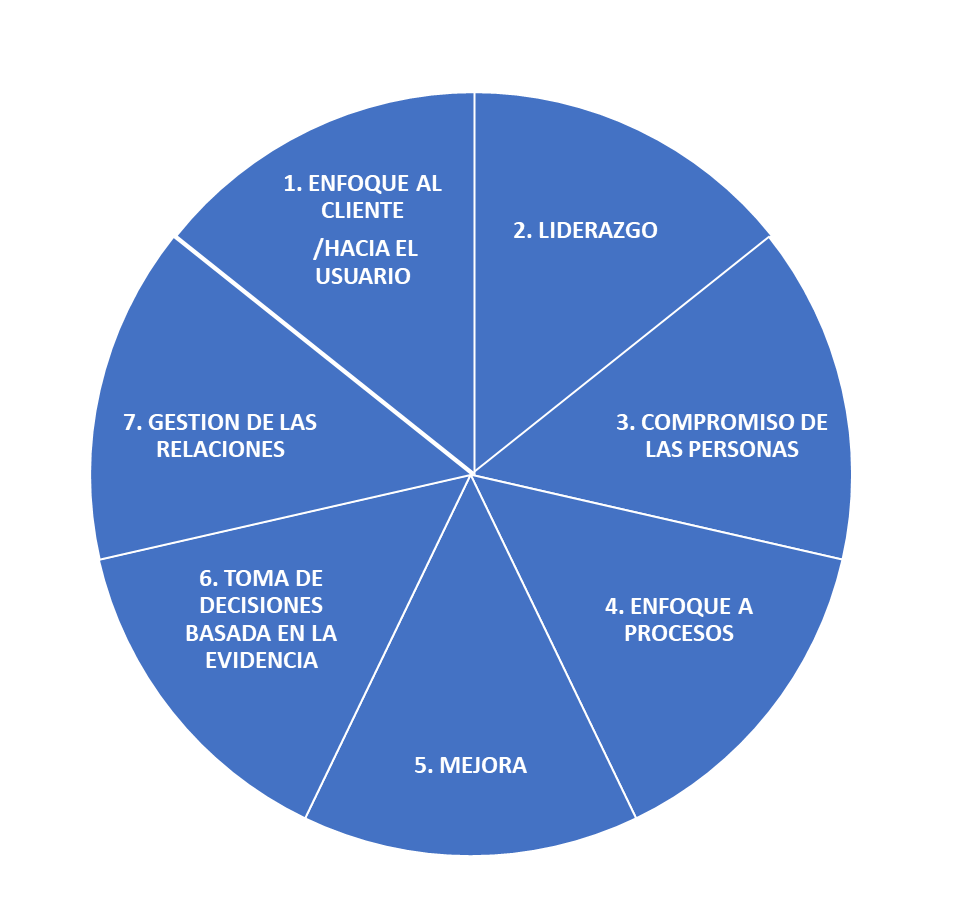 1. ENFOQUE AL
CLIENTE
/HACIA EL
USUARIO
2. LIDERAZGO
3. COMPROMISO DE
LAS PERSONAS
4. ENFOQUE A
PROCESOS
5. MEJORA
6. TOMA DE
DECISIONES
BASADA EN LA
EVIDENCIA
7. GESTION DE LAS
RELACIONES